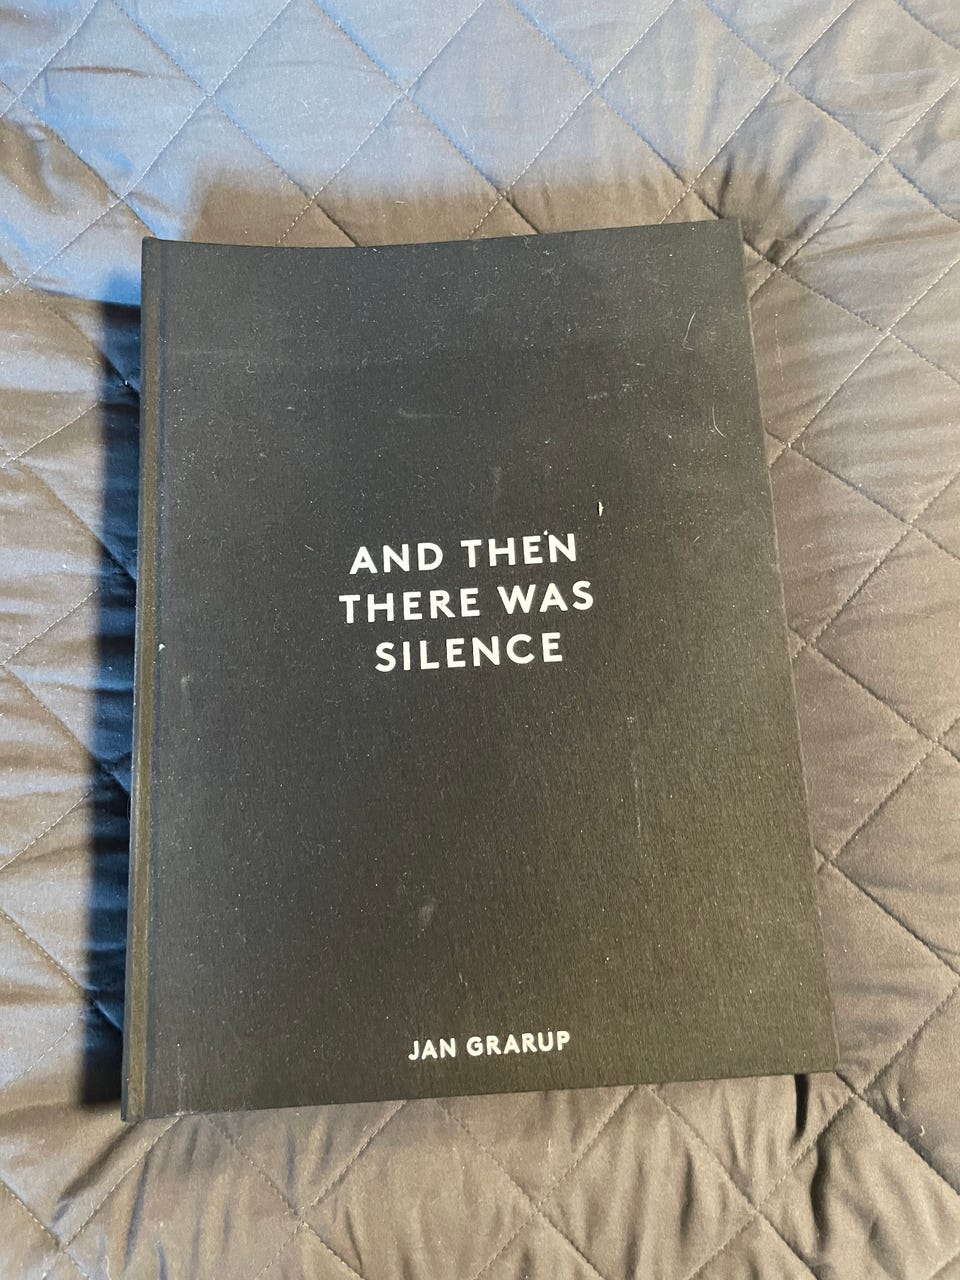 AND THEN
THERE WAS
SILENCE
JAN GRARUP